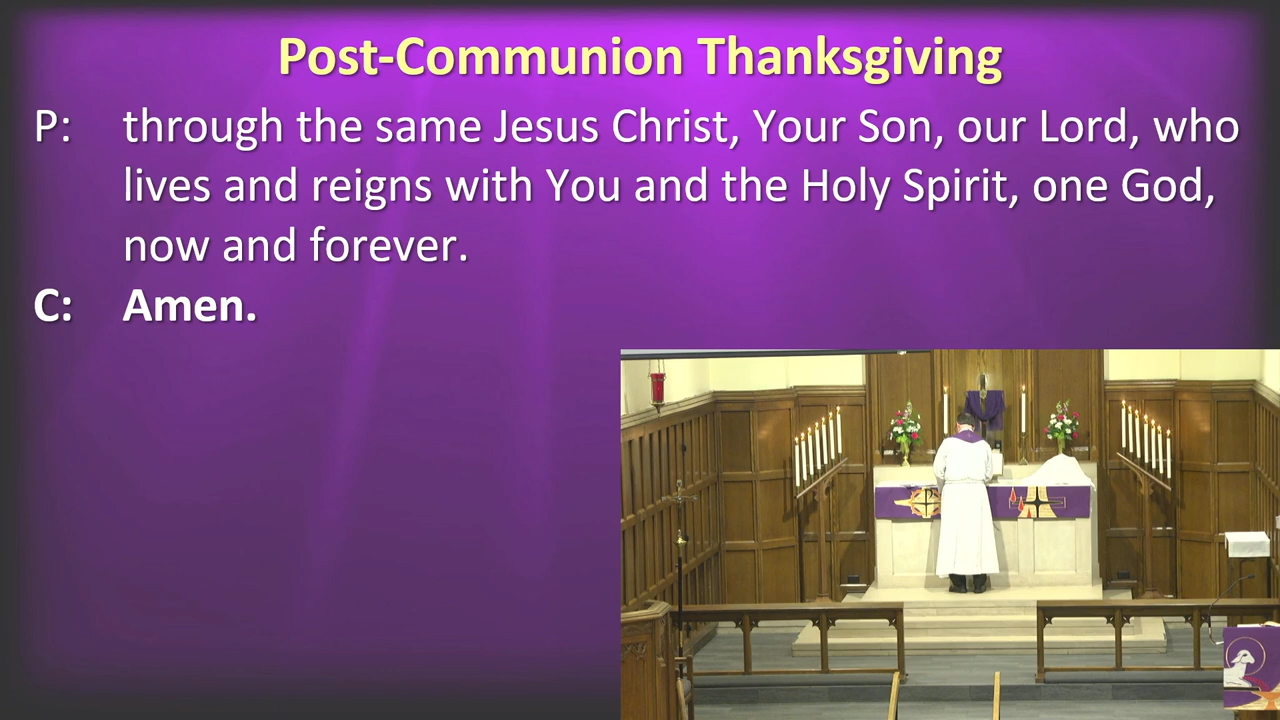 Post-Communion Thanksgiving
P: through the same Jesus Christ, Your Son, our Lord, who
lives and reigns with You and the Holy Spirit, one God,
now and forever.
C: Amen.